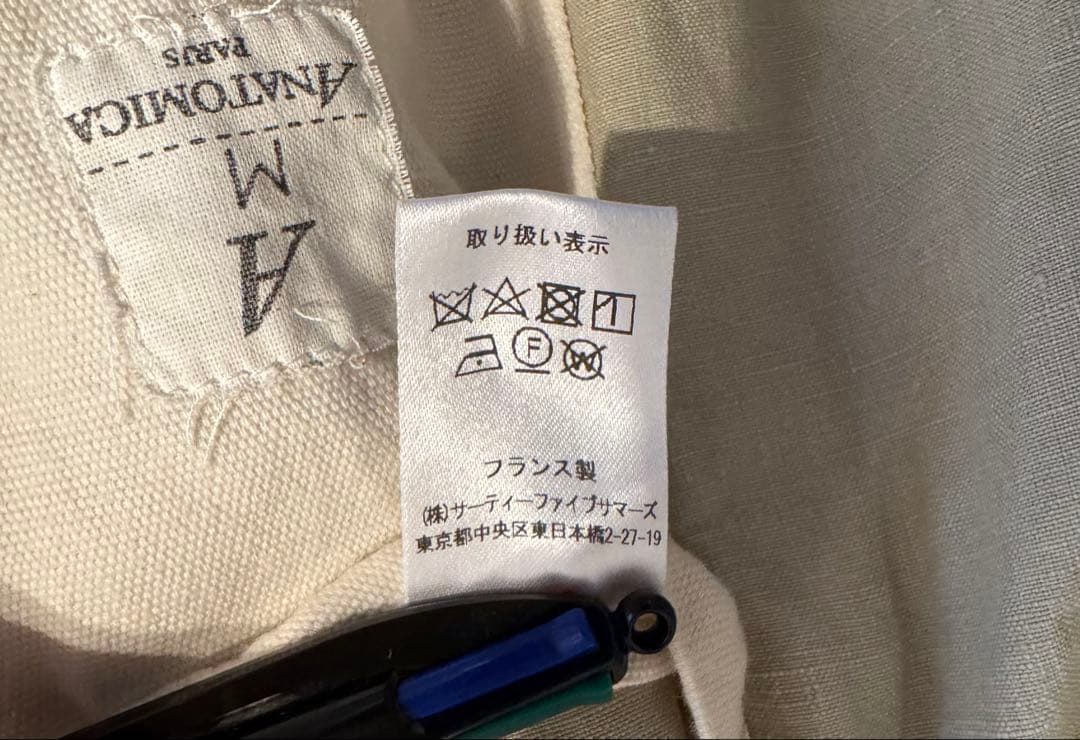 ANATOMICA
PARIS
M
A
取り扱い表示
F
W
フランス製
(株)サーティーファイブサマーズ
東京都中央区東日本橋2-27-19